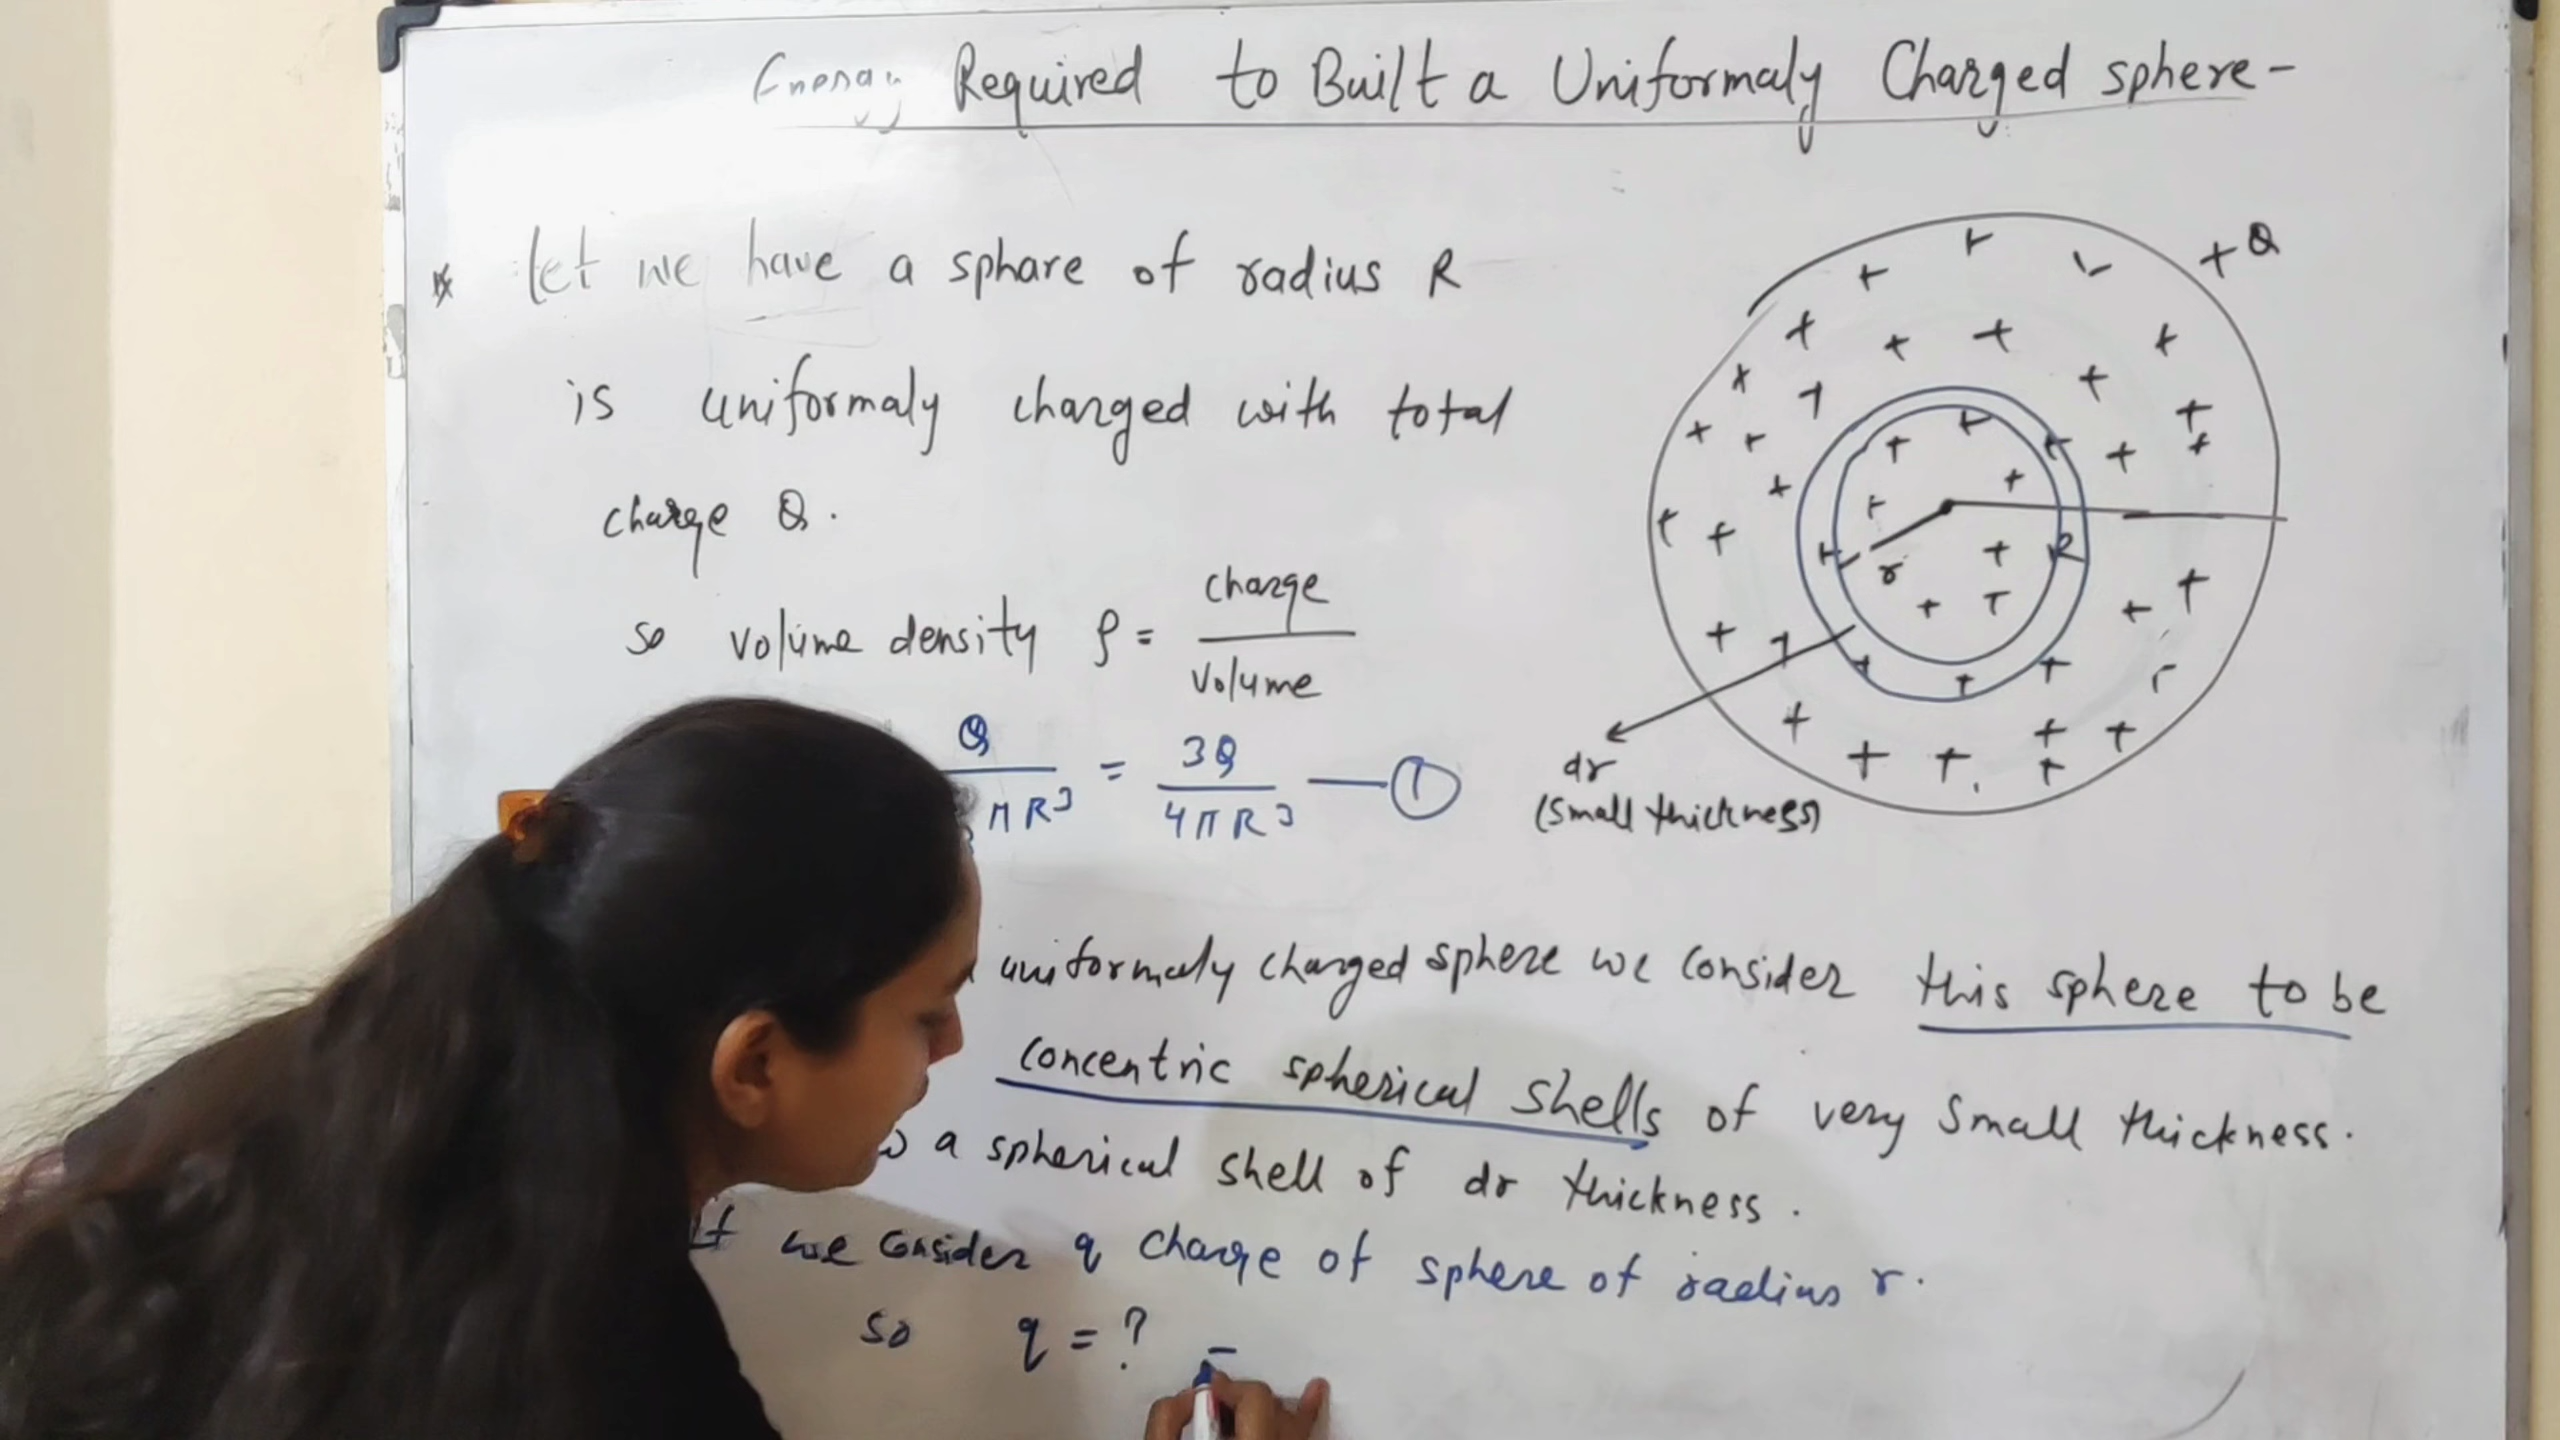 Energy Required to Built a Uniformaly Charged sphere-
* let we have a sphare of radius R
is uniformaly charged with total
charge Q.
so volume density ρ = charge / volume
Q / πR³ = 3Q / 4πR³ — ①
uniformaly charged sphere we consider this sphere to be
concentric spherical shells of very small thickness.
a spherical shell of dr thickness.
If we consider q charge of sphere of radius r.
so q = ?
+Q
R
r
dr
(small thickness)